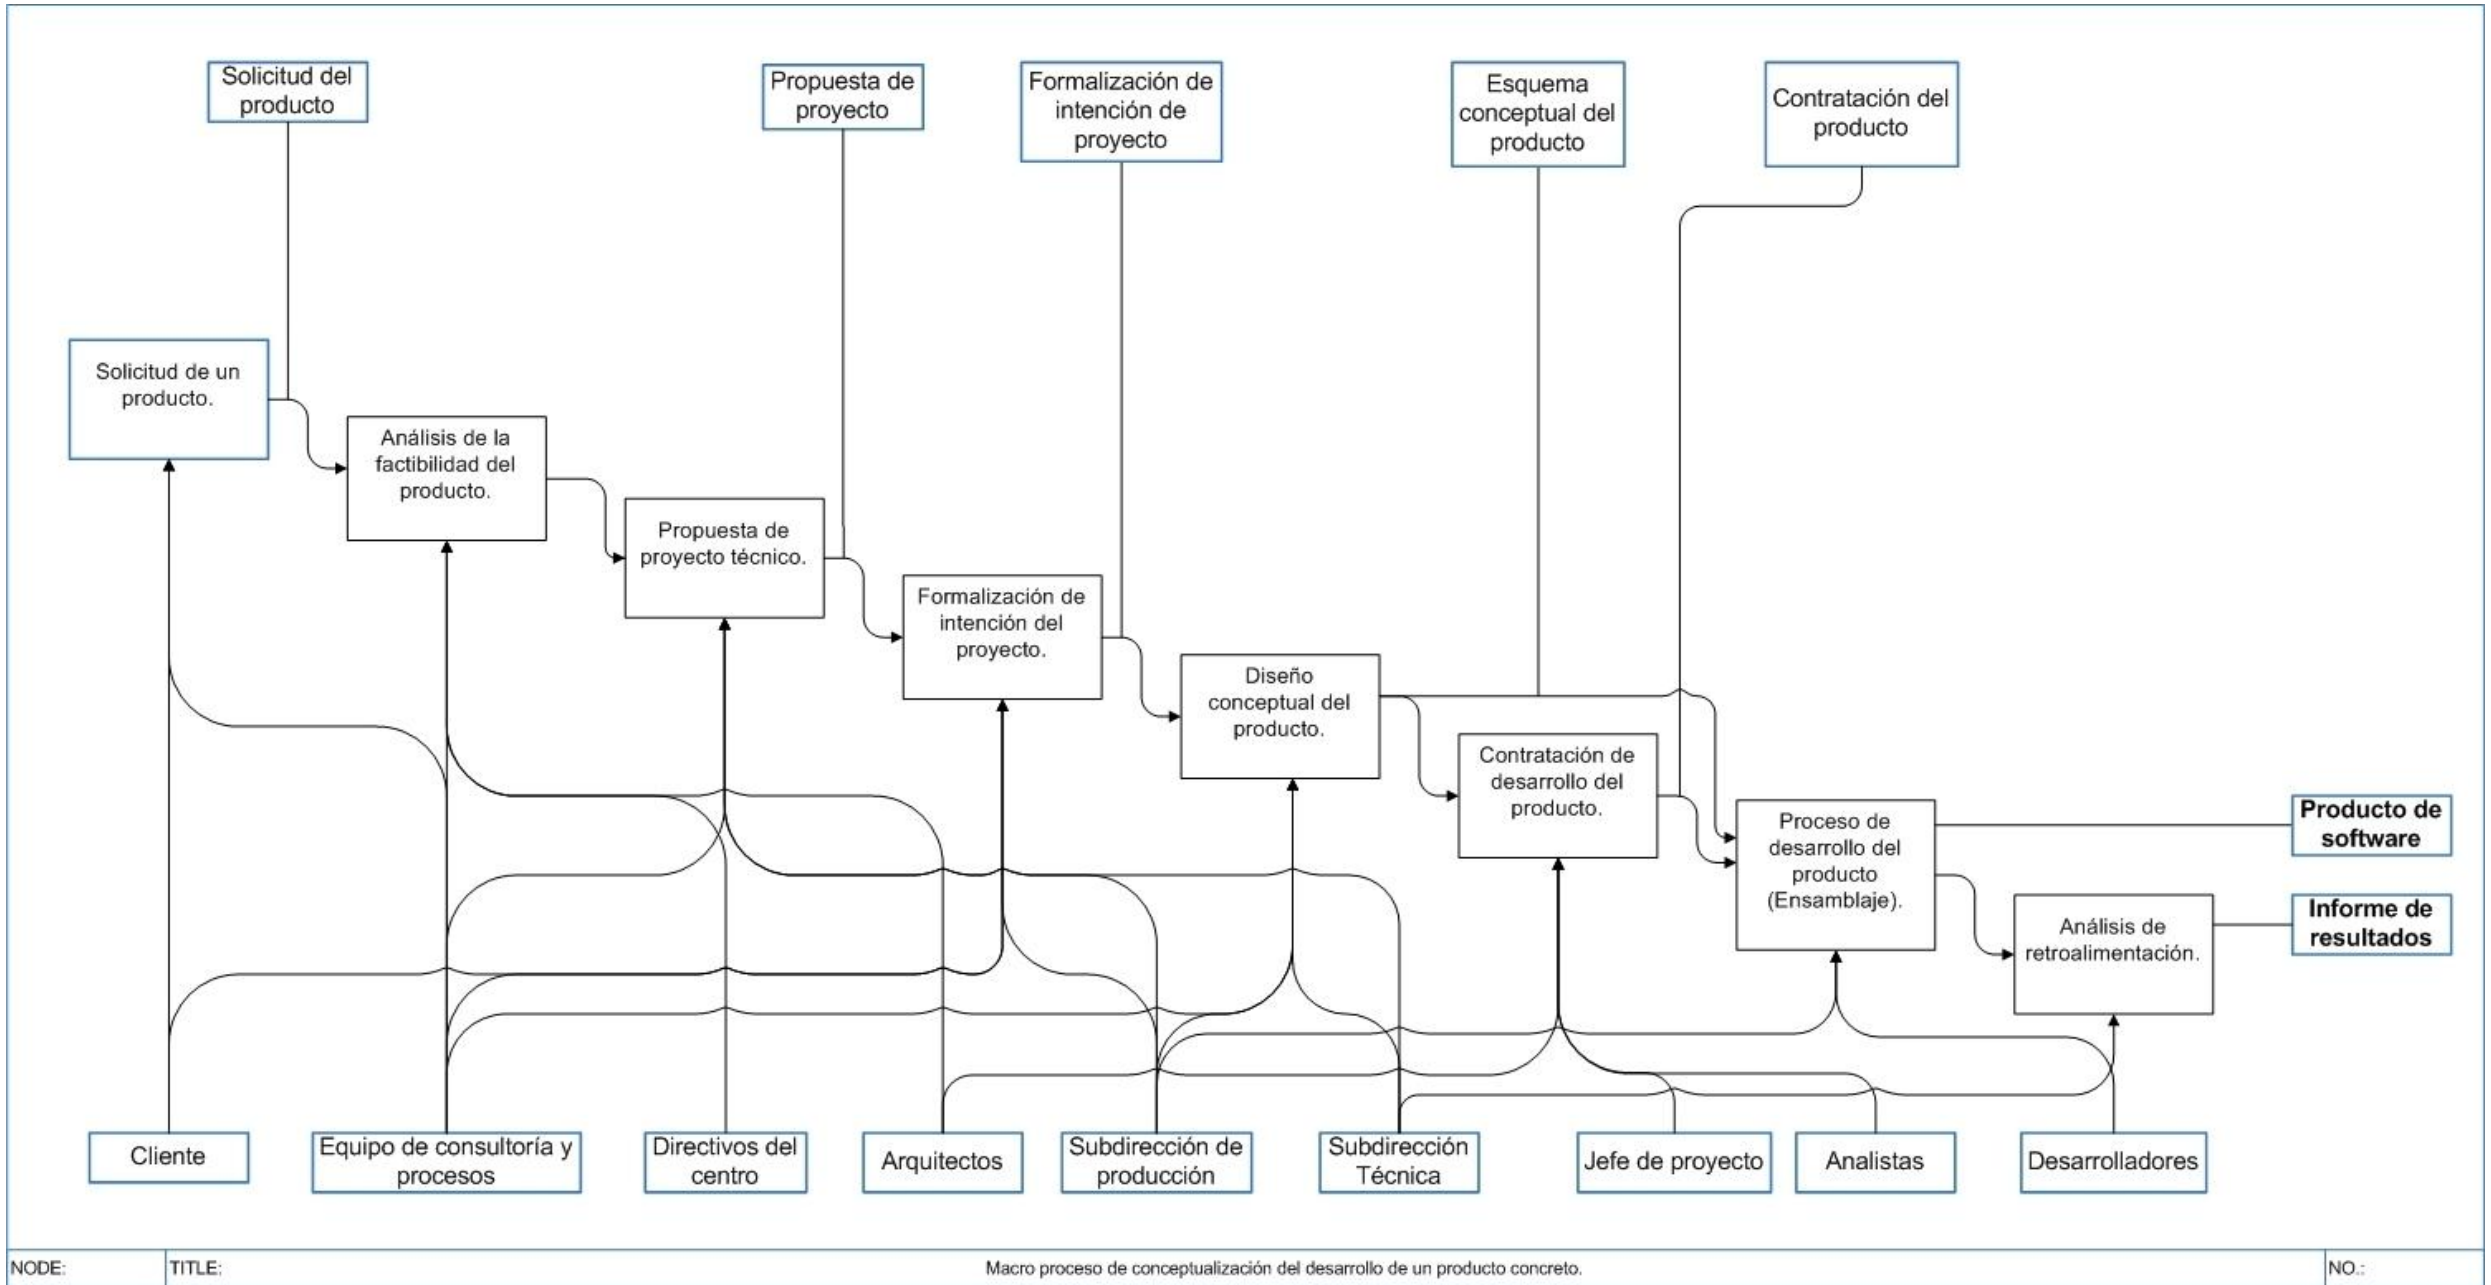 Solicitud del
producto
Propuesta de
proyecto
Formalización de
intención de
proyecto
Esquema
conceptual del
producto
Contratación del
producto
Solicitud de un
producto.
Análisis de la
factibilidad del
producto.
Propuesta de
proyecto técnico.
Formalización de
intención del
proyecto.
Diseño
conceptual del
producto.
Contratación de
desarrollo del
producto.
Proceso de
desarrollo del
producto
(Ensamblaje).
Análisis de
retroalimentación.
Producto de
software
Informe de
resultados
Cliente
Equipo de consultoría y
procesos
Directivos del
centro
Arquitectos
Subdirección de
producción
Subdirección
Técnica
Jefe de proyecto
Analistas
Desarrolladores
NODE:
TITLE:
Macro proceso de conceptualización del desarrollo de un producto concreto.
NO.: